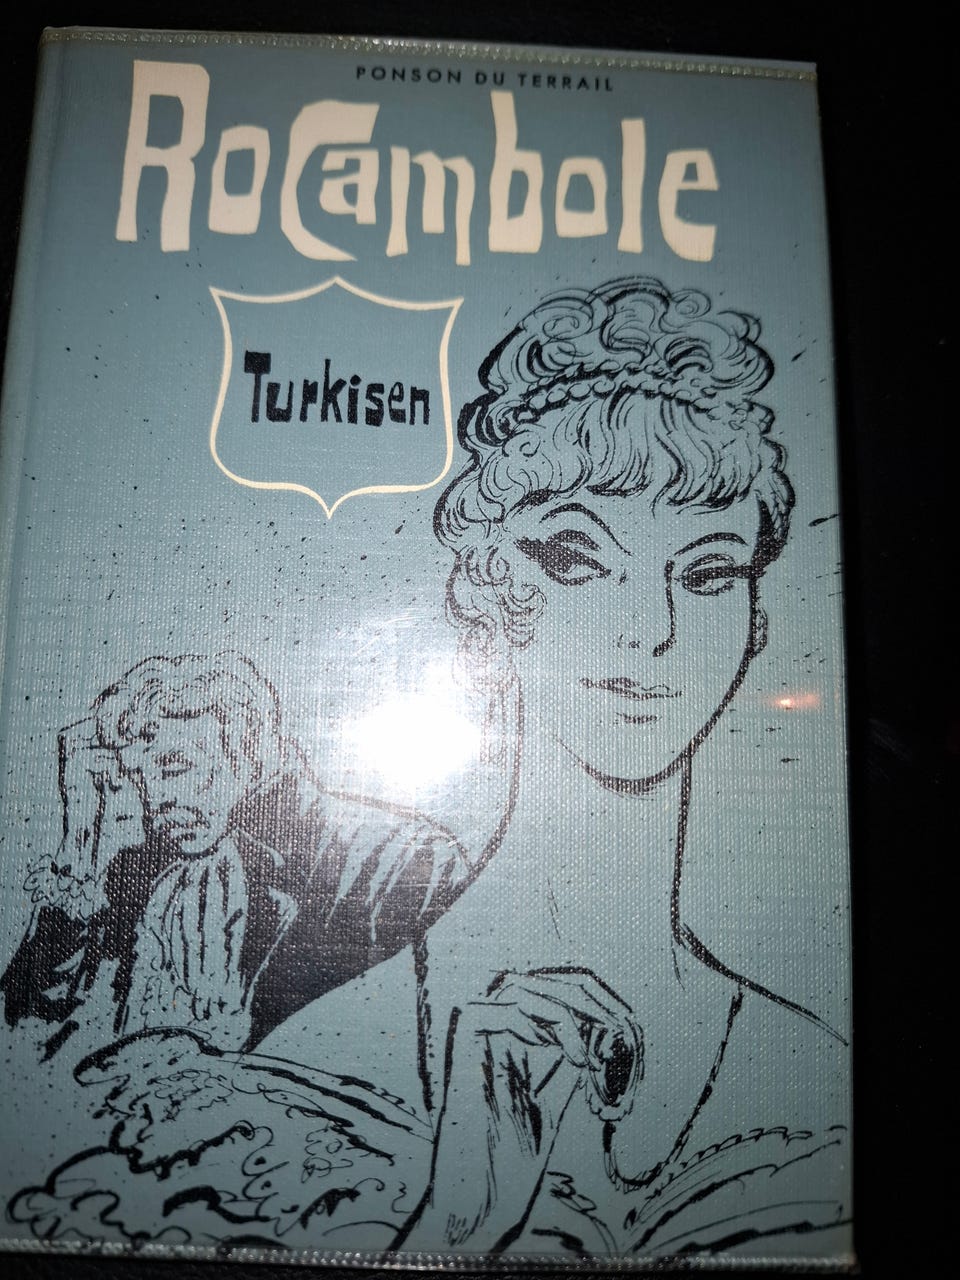 PONSON DU TERRAIL
Rocambole
Turkisen